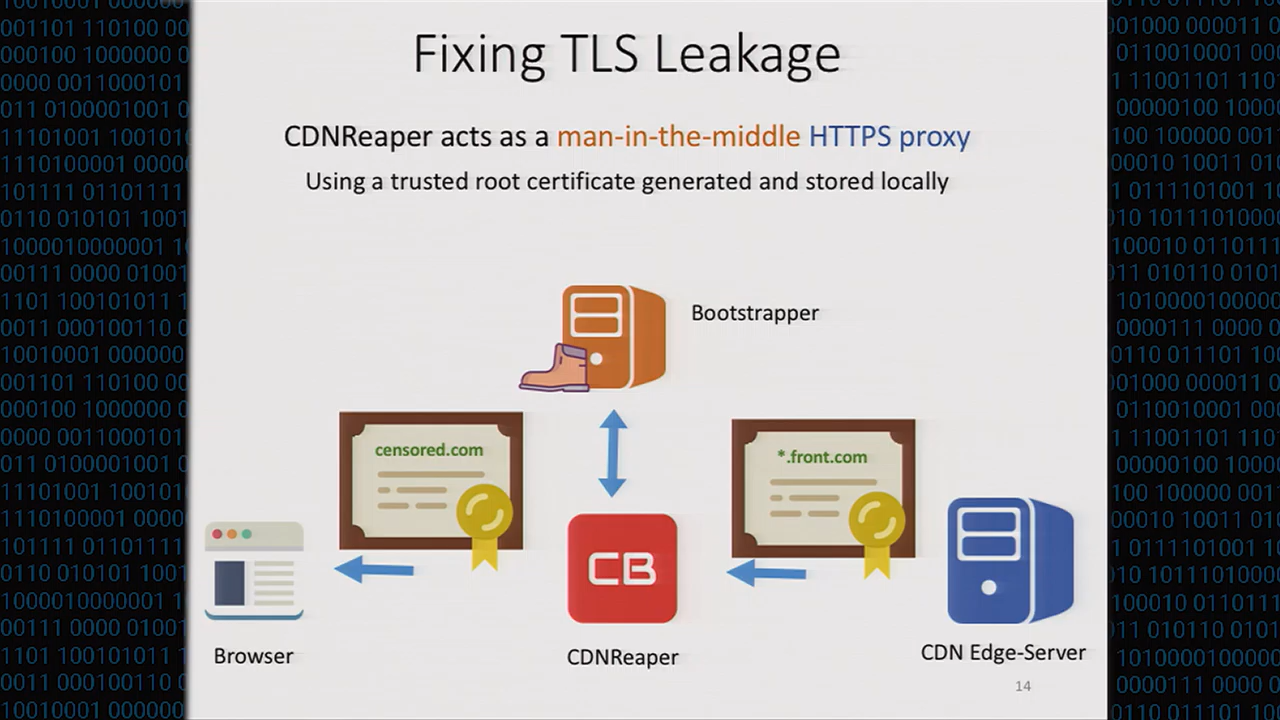 Fixing TLS Leakage
CDNReaper acts as a man-in-the-middle HTTPS proxy
Using a trusted root certificate generated and stored locally
Bootstrapper
censored.com
*.front.com
CB
Browser
CDNReaper
CDN Edge-Server
14